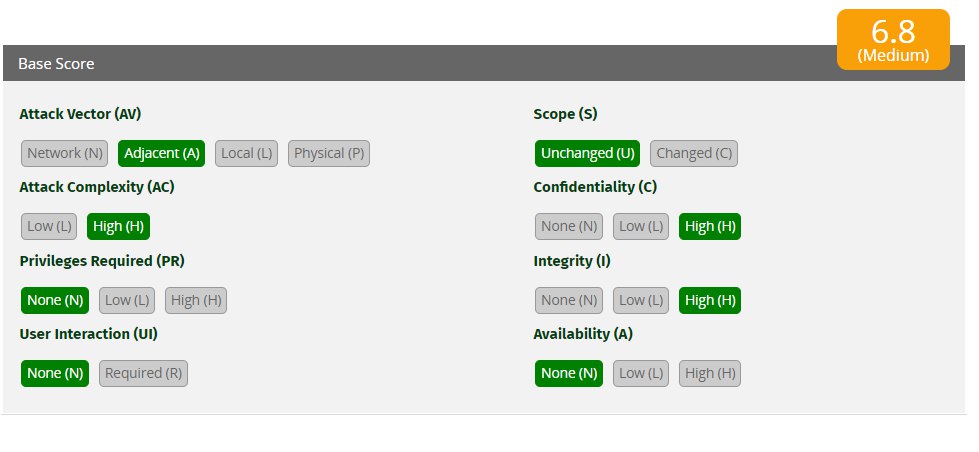 6.8
(Medium)
Base Score
Attack Vector (AV)
Network (N) Adjacent (A) Local (L) Physical (P)
Attack Complexity (AC)
Low (L) High (H)
Privileges Required (PR)
None (N) Low (L) High (H)
User Interaction (UI)
None (N) Required (R)
Scope (S)
Unchanged (U) Changed (C)
Confidentiality (C)
None (N) Low (L) High (H)
Integrity (I)
None (N) Low (L) High (H)
Availability (A)
None (N) Low (L) High (H)